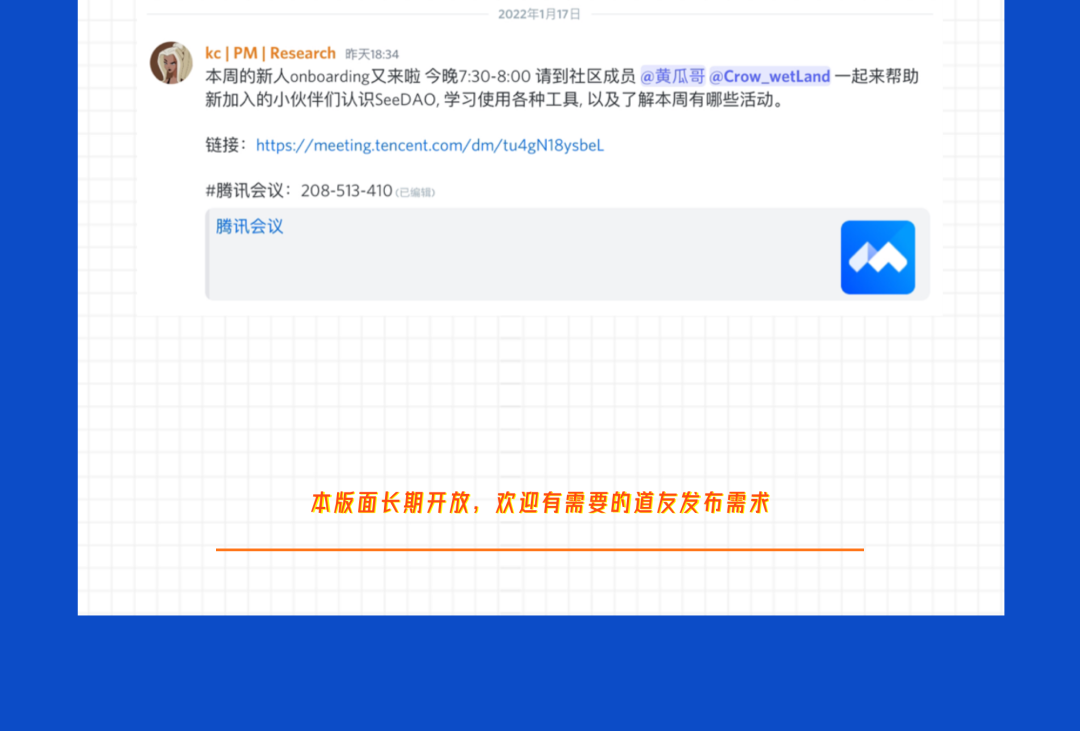 2022年1月17日
kc | PM | Research 昨天18:34
本周的新人onboarding又来啦 今晚7:30-8:00 请到社区成员 @黄瓜哥 @Crow_wetLand 一起来帮助
新加入的小伙伴们认识SeeDAO, 学习使用各种工具, 以及了解本周有哪些活动。
链接：https://meeting.tencent.com/dm/tu4gN18ysbeL
#腾讯会议：208-513-410 (已编辑)
腾讯会议
本版面长期开放，欢迎有需要的道友发布需求